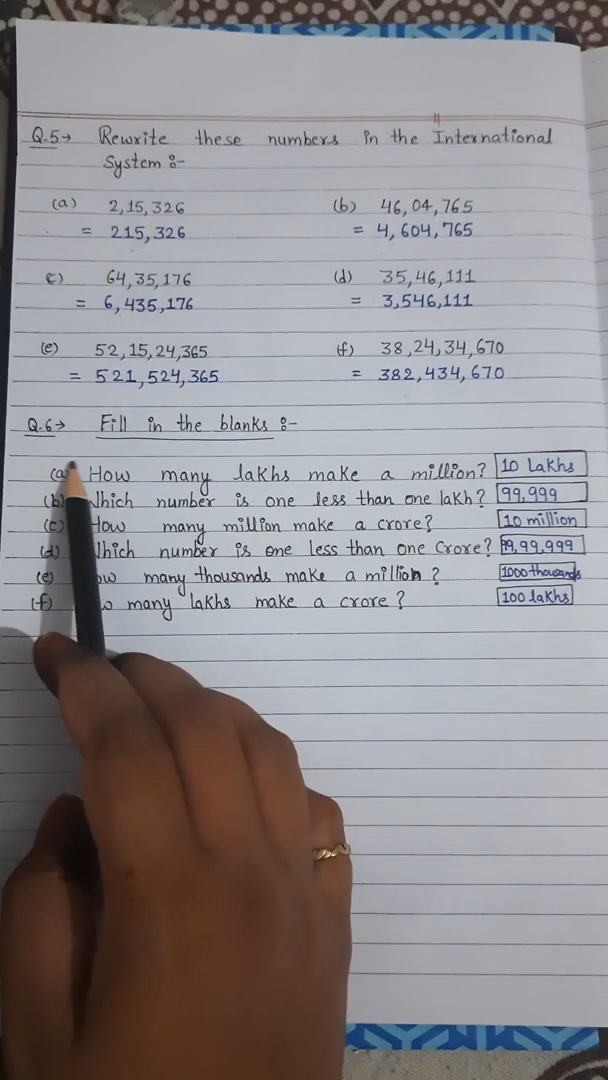 Q.5→ Rewrite these numbers in the International
System :-
(a) 2,15,326 (b) 46,04,765
= 215,326 = 4,604,765
(c) 64,35,176 (d) 35,46,111
= 6,435,176 = 3,546,111
(e) 52,15,24,365 (f) 38,24,34,670
= 521,524,365 = 382,434,670
Q.6→ Fill in the blanks :-
(a) How many lakhs make a million? 10 Lakhs
(b) Which number is one less than one lakh? 99,999
(c) How many million make a crore? 10 million
(d) Which number is one less than one Crore? 99,99,999
(e) many thousands make a million? 1000 thousands
(f) many lakhs make a crore? 100 lakhs